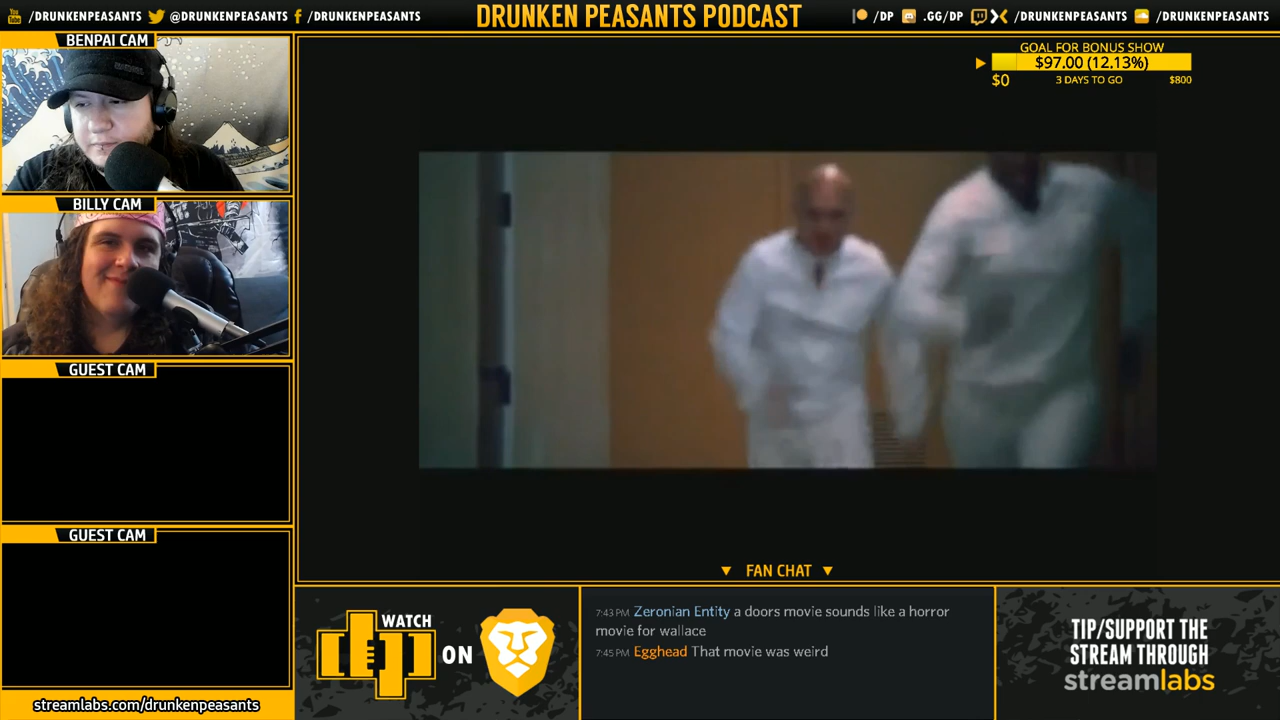 You Tube /DRUNKENPEASANTS @DRUNKENPEASANTS f /DRUNKENPEASANTS DRUNKEN PEASANTS PODCAST /DP .GG/DP /DRUNKENPEASANTS /DRUNKENPEASANTS
BENPAI CAM
GOAL FOR BONUS SHOW
$97.00 (12.13%)
$0 3 DAYS TO GO $800
BILLY CAM
GUEST CAM
GUEST CAM
FAN CHAT
WATCH
ON
7:43 PM Zeronian Entity a doors movie sounds like a horror
movie for wallace
7:45 PM Egghead That movie was weird
TIP/SUPPORT THE
STREAM THROUGH
streamlabs
streamlabs.com/drunkenpeasants